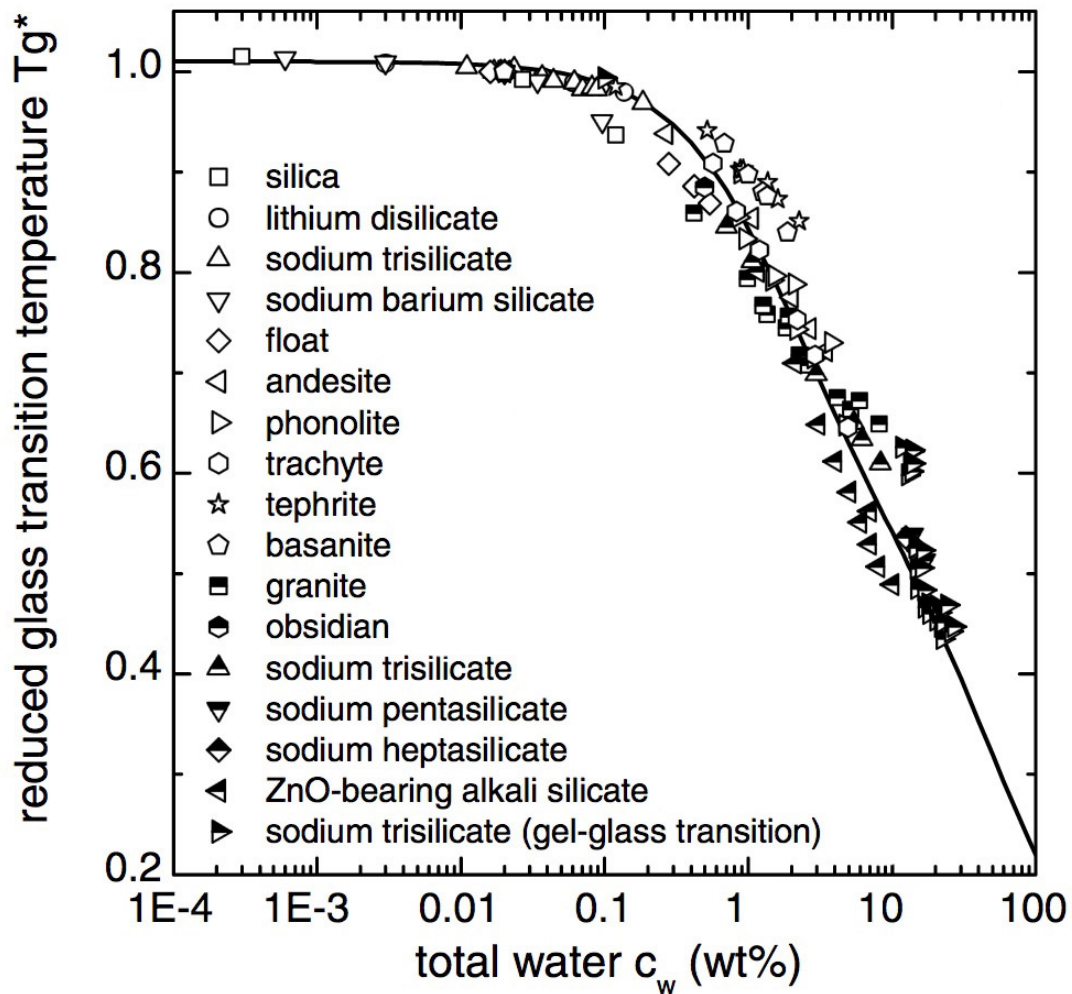 reduced glass transition temperature Tg*
1.0
0.8
0.6
0.4
0.2
silica
lithium disilicate
sodium trisilicate
sodium barium silicate
float
andesite
phonolite
trachyte
tephrite
basanite
granite
obsidian
sodium trisilicate
sodium pentasilicate
sodium heptasilicate
ZnO-bearing alkali silicate
sodium trisilicate (gel-glass transition)
1E-4 1E-3 0.01 0.1 1 10 100
total water c_w (wt%)